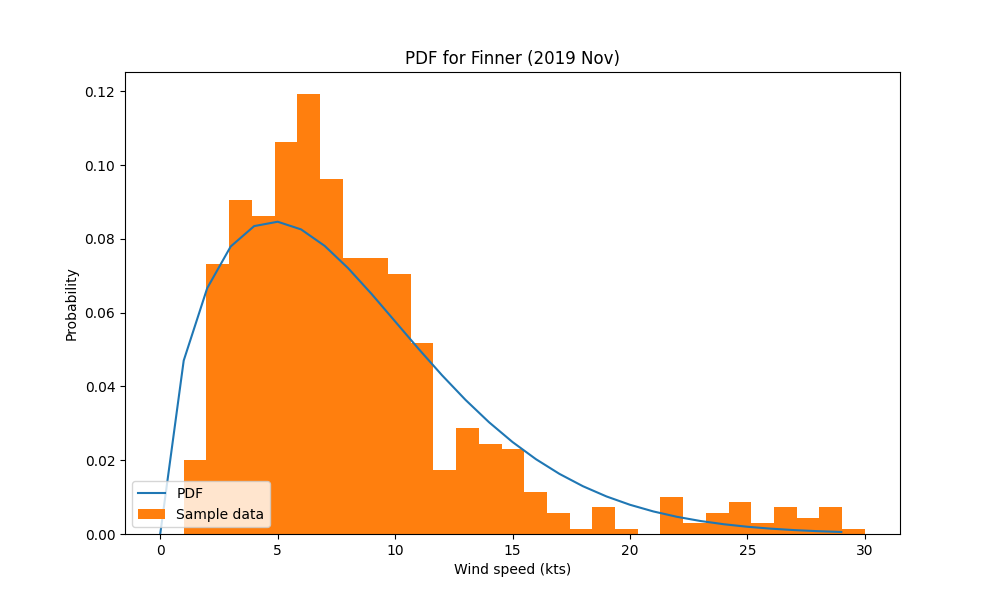 PDF for Finner (2019 Nov)
0.12
0.10
0.08
0.06
0.04
0.02
0.00
Probability
PDF
Sample data
0 5 10 15 20 25 30
Wind speed (kts)